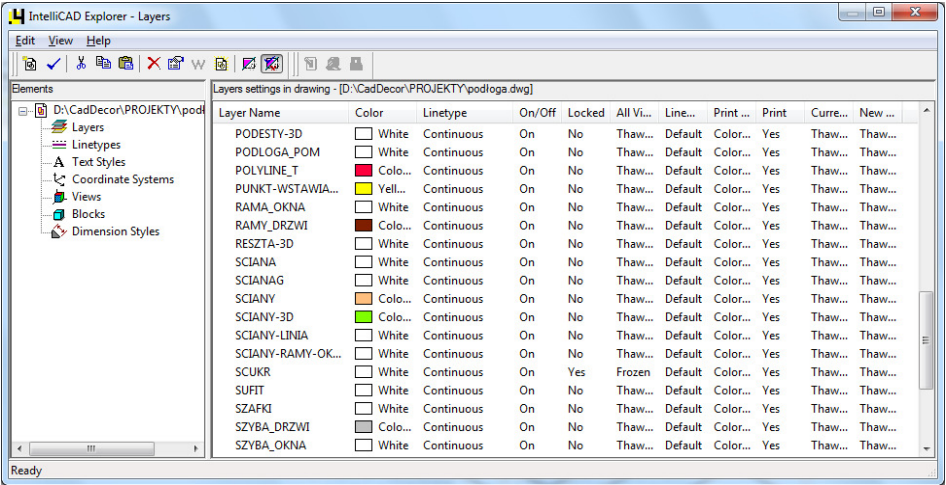 IntelliCAD Explorer - Layers
Edit View Help
Elements
Layers settings in drawing - [D:\CadDecor\PROJEKTY\podłoga.dwg]
D:\CadDecor\PROJEKTY\podł
Layers
Linetypes
A Text Styles
Coordinate Systems
Views
Blocks
Dimension Styles
Layer Name Color Linetype On/Off Locked All Vi... Line... Print ... Print Curre... New ...
PODESTY-3D White Continuous On No Thaw... Default Color... Yes Thaw... Thaw...
PODLOGA_POM White Continuous On No Thaw... Default Color... Yes Thaw... Thaw...
POLYLINE_T Colo... Continuous On No Thaw... Default Color... Yes Thaw... Thaw...
PUNKT-WSTAWIA... Yell... Continuous On No Thaw... Default Color... Yes Thaw... Thaw...
RAMA_OKNA White Continuous On No Thaw... Default Color... Yes Thaw... Thaw...
RAMY_DRZWI Colo... Continuous On No Thaw... Default Color... Yes Thaw... Thaw...
RESZTA-3D White Continuous On No Thaw... Default Color... Yes Thaw... Thaw...
SCIANA White Continuous On No Thaw... Default Color... Yes Thaw... Thaw...
SCIANAG White Continuous On No Thaw... Default Color... Yes Thaw... Thaw...
SCIANY Colo... Continuous On No Thaw... Default Color... Yes Thaw... Thaw...
SCIANY-3D Colo... Continuous On No Thaw... Default Color... Yes Thaw... Thaw...
SCIANY-LINIA White Continuous On No Thaw... Default Color... Yes Thaw... Thaw...
SCIANY-RAMY-OK... White Continuous On No Thaw... Default Color... Yes Thaw... Thaw...
SCUKR White Continuous On Yes Frozen Default Color... Yes Thaw... Thaw...
SUFIT White Continuous On No Thaw... Default Color... Yes Thaw... Thaw...
SZAFKI White Continuous On No Thaw... Default Color... Yes Thaw... Thaw...
SZYBA_DRZWI Colo... Continuous On No Thaw... Default Color... Yes Thaw... Thaw...
SZYBA_OKNA White Continuous On No Thaw... Default Color... Yes Thaw... Thaw...
Ready